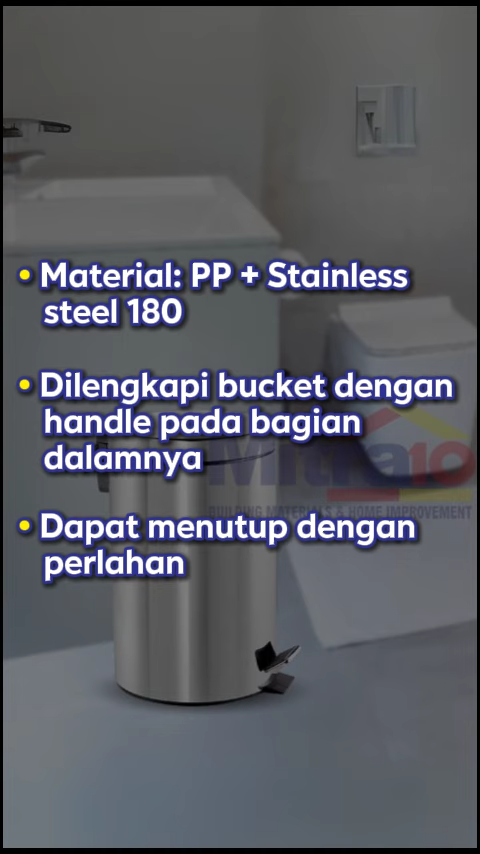 • Material: PP + Stainless
steel 180
• Dilengkapi bucket dengan
handle pada bagian
dalamnya
Mitra10
BUILDING MATERIALS & HOME IMPROVEMENT
• Dapat menutup dengan
perlahan